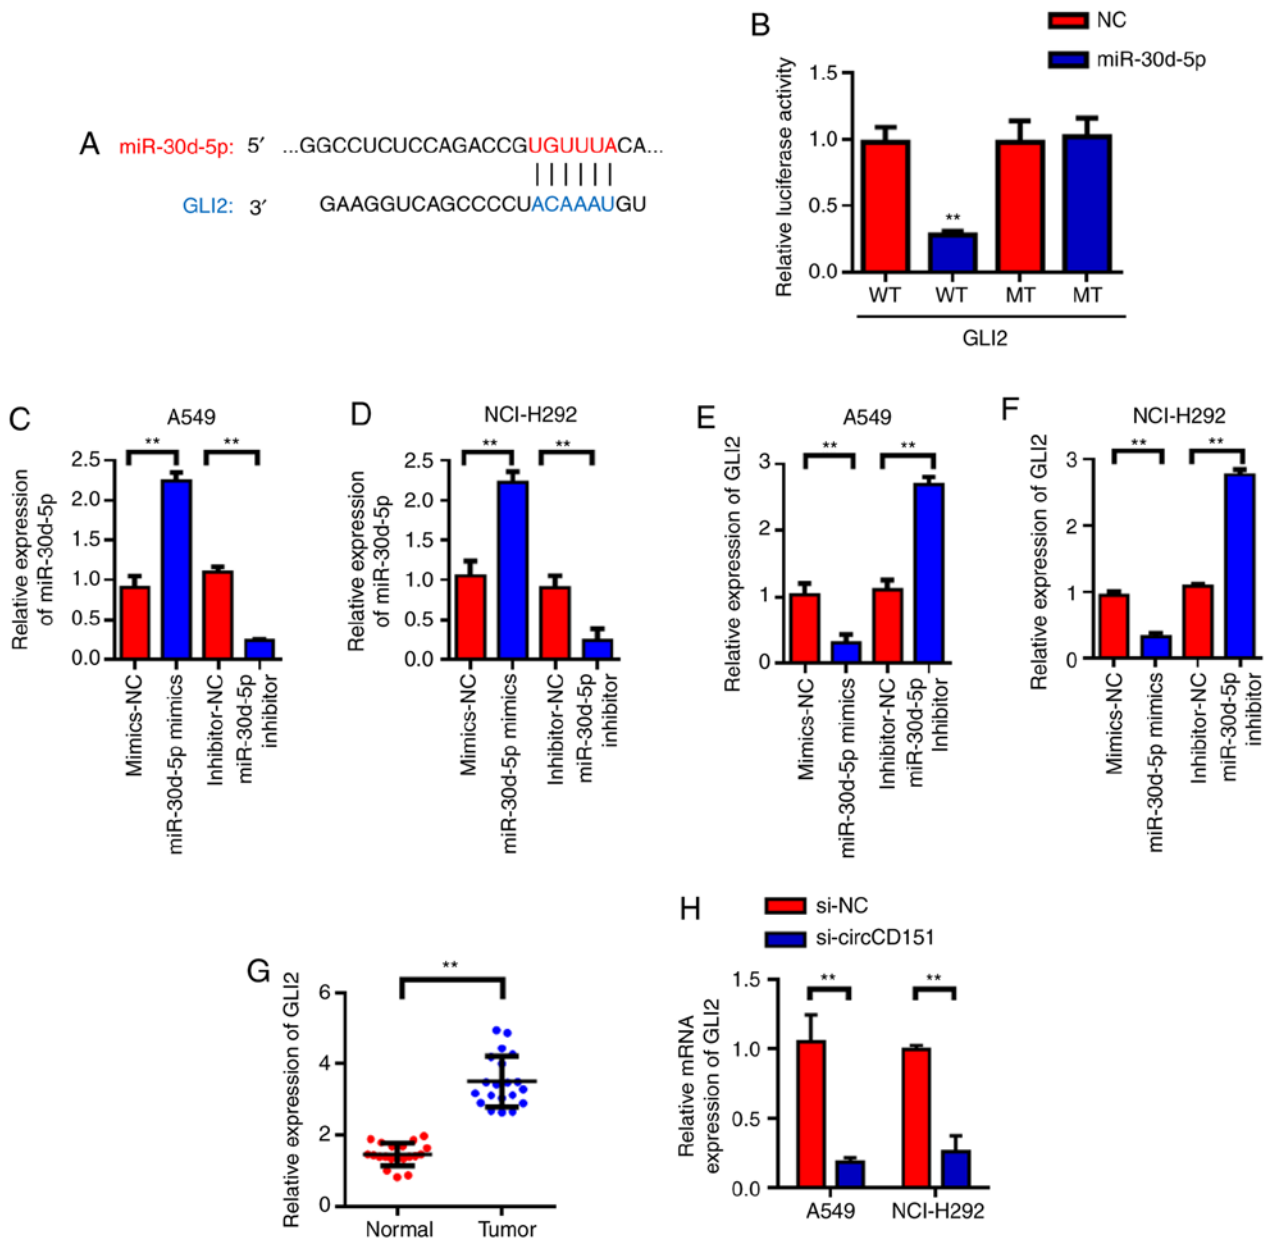 A
miR-30d-5p: 5′ ...GGCCUCUCCAGACCGUGUUUACA...
GLI2: 3′ GAAGGUCAGCCCCUACAAAUGU
B
NC
miR-30d-5p
Relative luciferase activity
1.5
1.0
0.5
0.0
**
WT WT MT MT
GLI2
C
A549
** **
Relative expression
of miR-30d-5p
2.5
2.0
1.5
1.0
0.5
0.0
Mimics-NC
miR-30d-5p mimics
Inhibitor-NC
miR-30d-5p
inhibitor
D
NCI-H292
** **
Relative expression
of miR-30d-5p
2.5
2.0
1.5
1.0
0.5
0.0
Mimics-NC
miR-30d-5p mimics
Inhibitor-NC
miR-30d-5p
inhibitor
E
A549
** **
Relative expression of GLI2
3
2
1
0
Mimics-NC
miR-30d-5p mimics
Inhibitor-NC
miR-30d-5p
Inhibitor
F
NCI-H292
** **
Relative expression of GLI2
3
2
1
0
Mimics-NC
miR-30d-5p mimics
Inhibitor-NC
miR-30d-5p
inhibitor
G
**
Relative expression of GLI2
6
4
2
0
Normal Tumor
H
si-NC
si-circCD151
Relative mRNA
expression of GLI2
1.5
1.0
0.5
0.0
** **
A549 NCI-H292